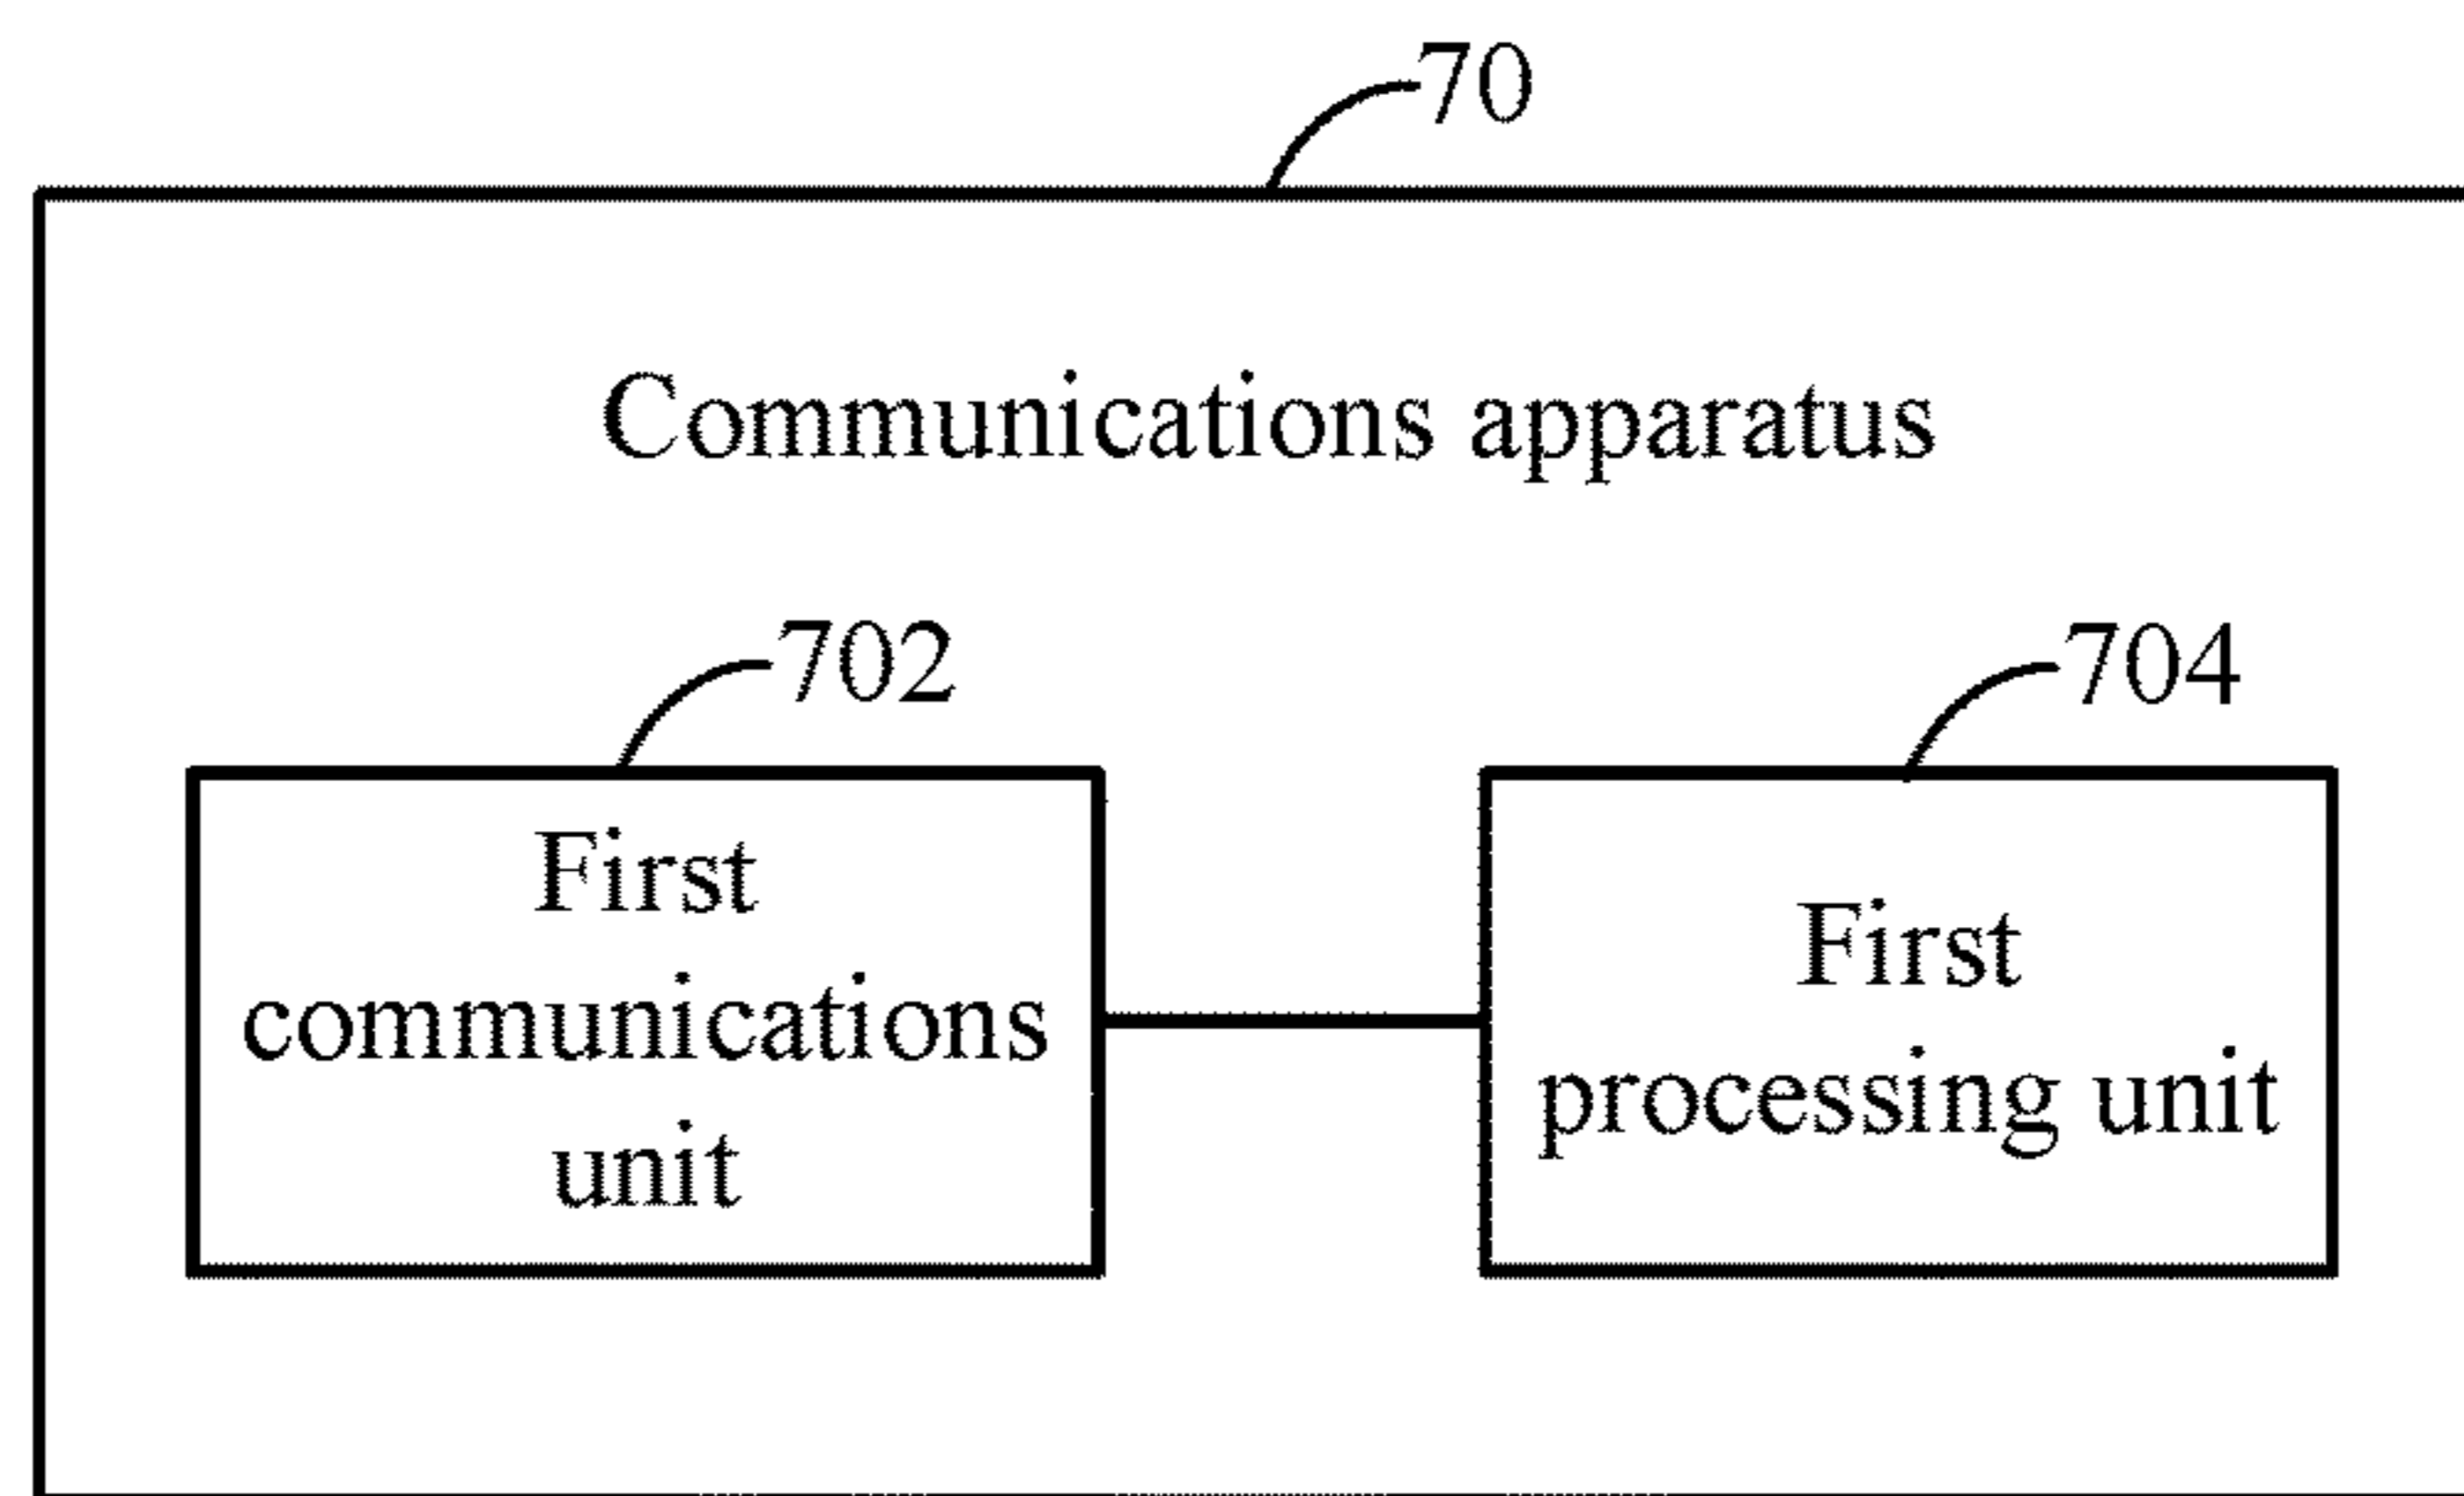 70
Communications apparatus
702
First
communications
unit
704
First
processing unit